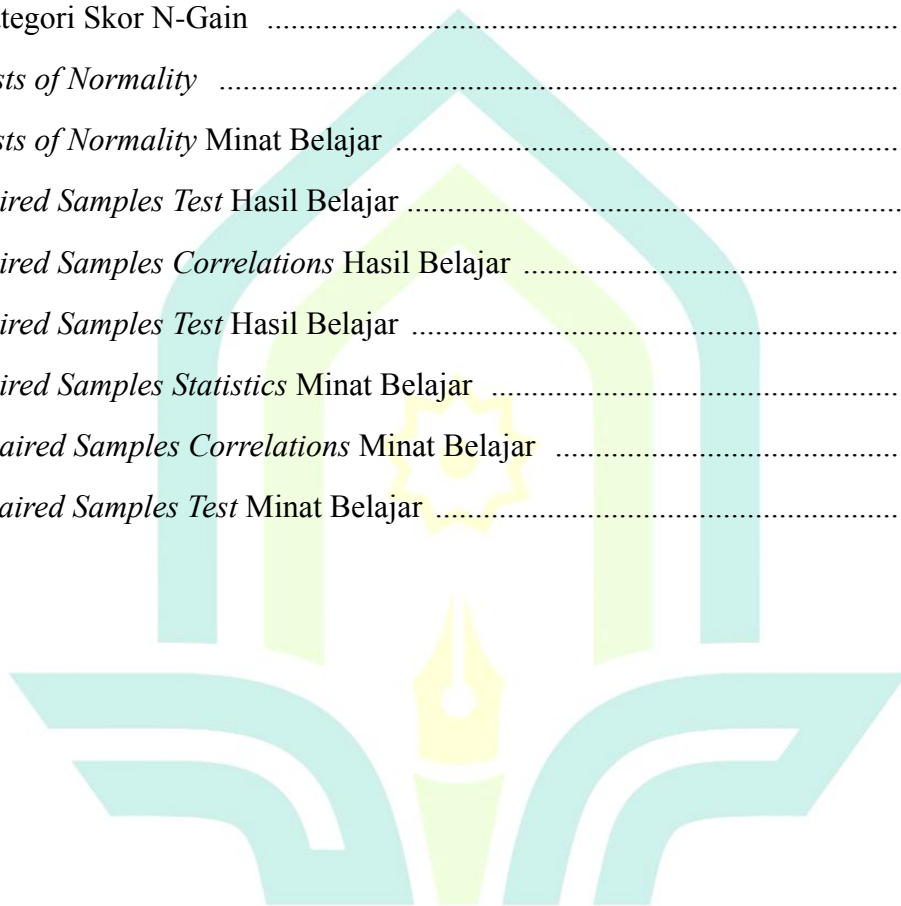 tegori Skor N-Gain ................................................................................
sts of Normality .......................................................................................
sts of Normality Minat Belajar ................................................................
ired Samples Test Hasil Belajar ..............................................................
ired Samples Correlations Hasil Belajar ................................................
ired Samples Test Hasil Belajar ..............................................................
ired Samples Statistics Minat Belajar ....................................................
aired Samples Correlations Minat Belajar ............................................
aired Samples Test Minat Belajar ...........................................................